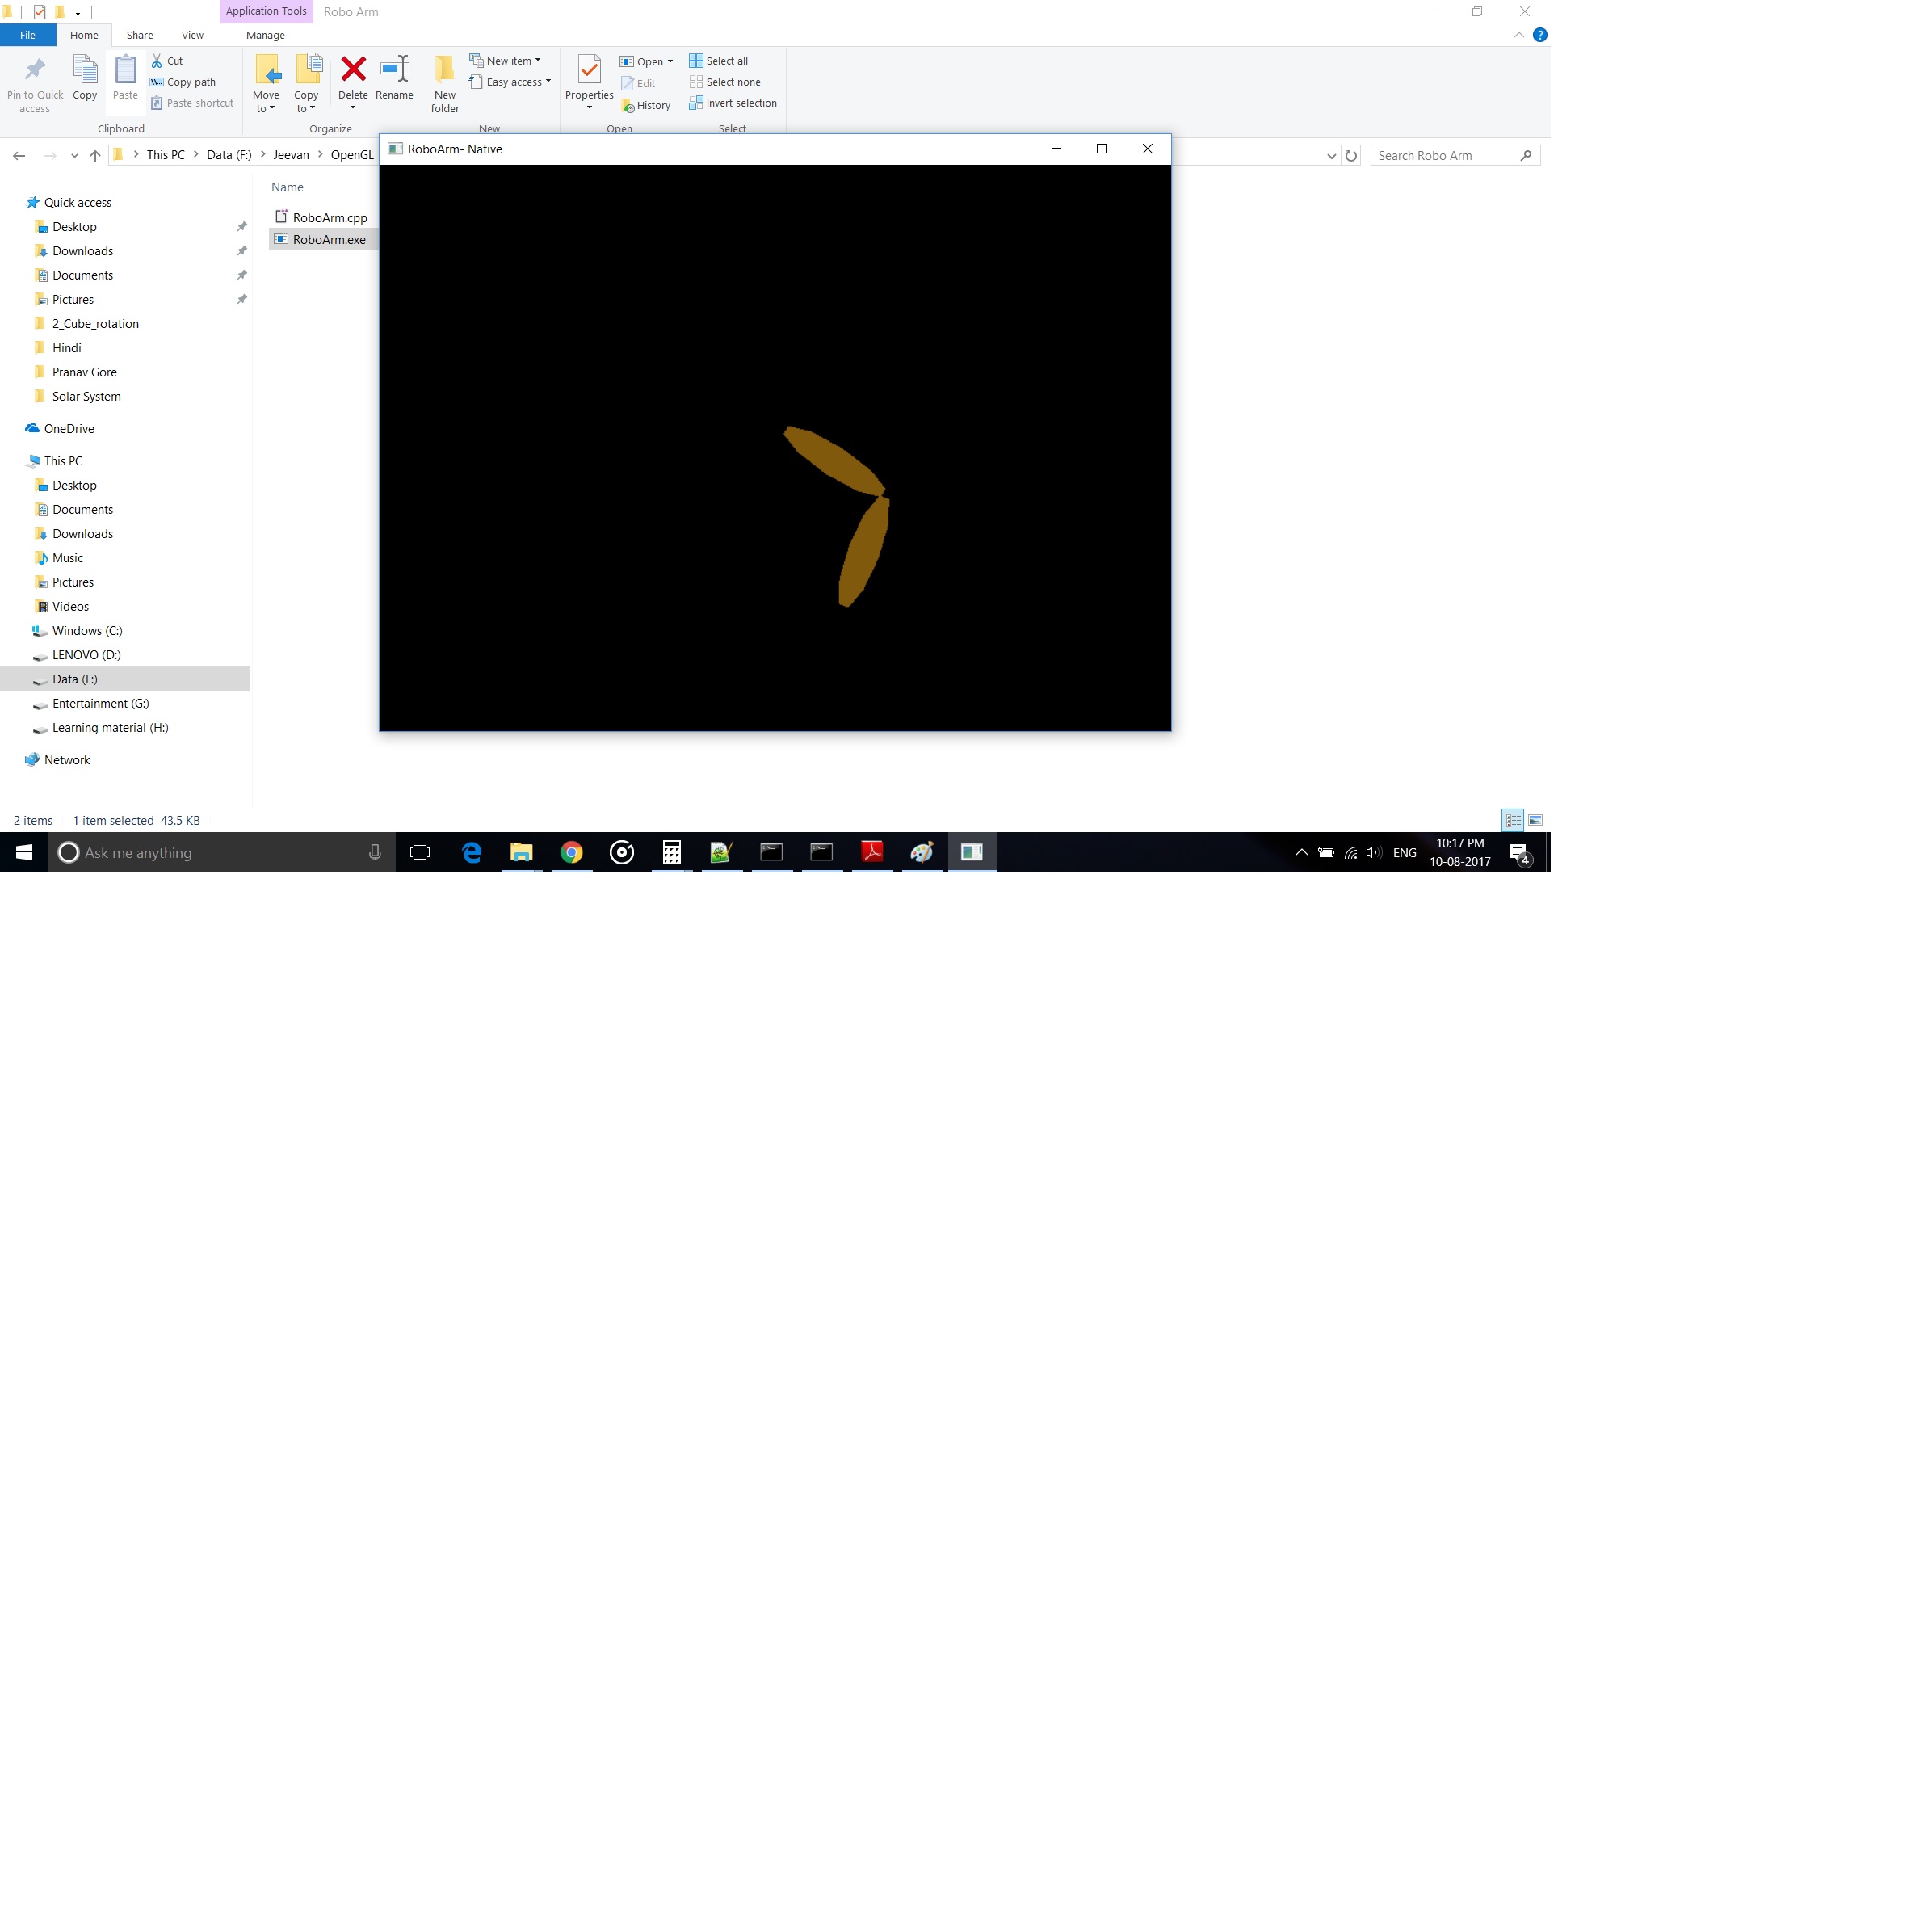 Application Tools
Robo Arm
File
Home
Share
View
Manage
Pin to Quick
access
Copy
Paste
Cut
Copy path
Paste shortcut
Clipboard
Move
to
Copy
to
Delete
Rename
Organize
New
folder
New item
Easy access
New
Properties
Open
Edit
History
Open
Select all
Select none
Invert selection
Select
This PC
Data (F:)
Jeevan
OpenGL
Search Robo Arm
RoboArm- Native
Name
RoboArm.cpp
RoboArm.exe
Quick access
Desktop
Downloads
Documents
Pictures
2_Cube_rotation
Hindi
Pranav Gore
Solar System
OneDrive
This PC
Desktop
Documents
Downloads
Music
Pictures
Videos
Windows (C:)
LENOVO (D:)
Data (F:)
Entertainment (G:)
Learning material (H:)
Network
2 items 1 item selected 43.5 KB
Ask me anything
ENG
10:17 PM
10-08-2017
4